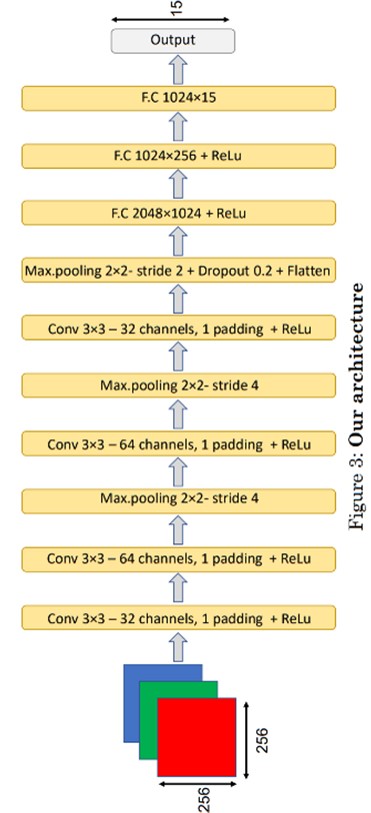 15
Output
F.C 1024×15
F.C 1024×256 + ReLu
F.C 2048×1024 + ReLu
Max.pooling 2×2- stride 2 + Dropout 0.2 + Flatten
Conv 3×3 – 32 channels, 1 padding + ReLu
Max.pooling 2×2- stride 4
Conv 3×3 – 64 channels, 1 padding + ReLu
Max.pooling 2×2- stride 4
Conv 3×3 – 64 channels, 1 padding + ReLu
Conv 3×3 – 32 channels, 1 padding + ReLu
256
256
Figure 3: Our architecture